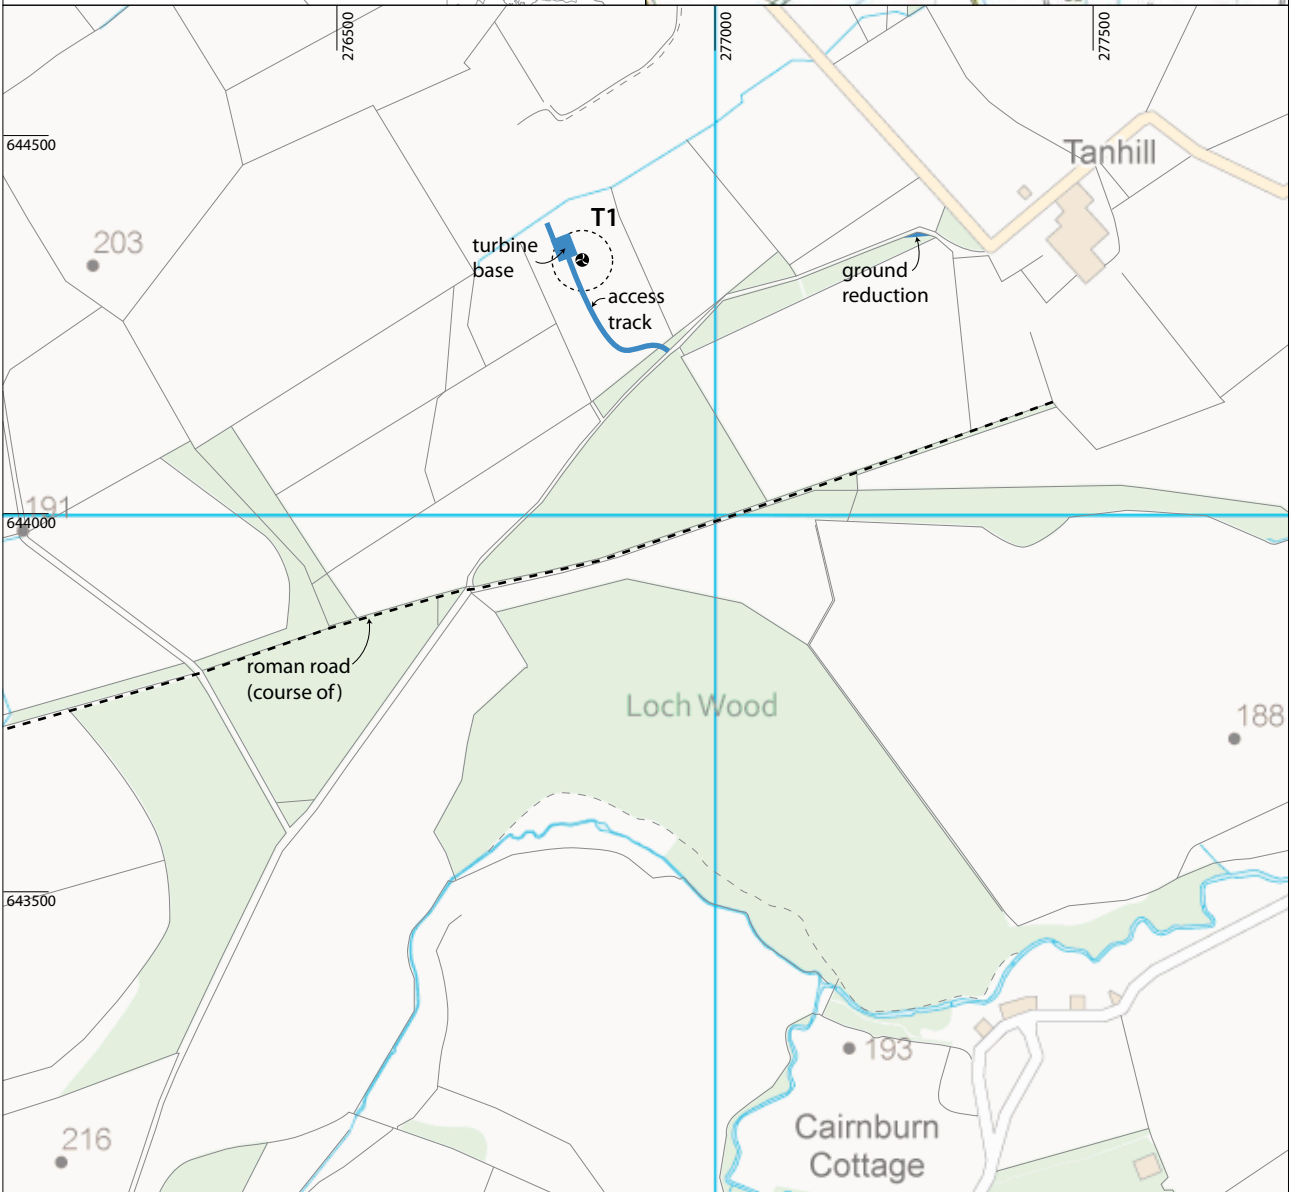 276500
277000
277500
644500
Tanhill
T1
203
turbine
base
ground
reduction
access
track
191
644000
roman road
(course of)
Loch Wood
188
643500
193
Cairnburn
Cottage
216